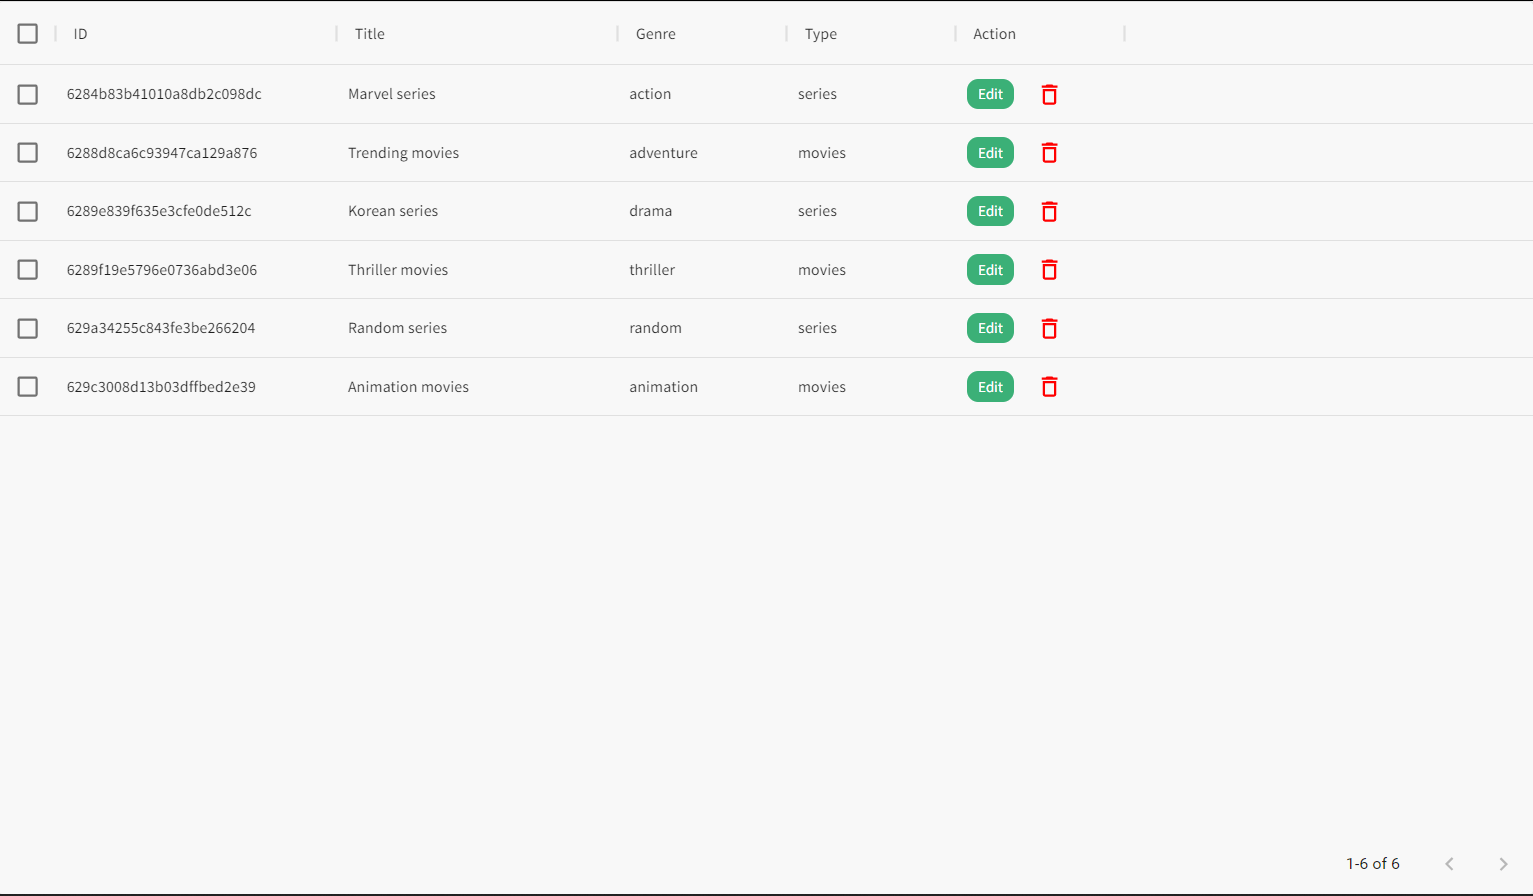 ID Title Genre Type Action
6284b83b41010a8db2c098dc Marvel series action series Edit
6288d8ca6c93947ca129a876 Trending movies adventure movies Edit
6289e839f635e3cfe0de512c Korean series drama series Edit
6289f19e5796e0736abd3e06 Thriller movies thriller movies Edit
629a34255c843fe3be266204 Random series random series Edit
629c3008d13b03dffbed2e39 Animation movies animation movies Edit
1-6 of 6